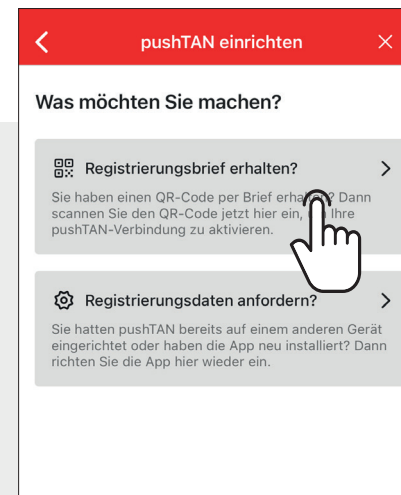 pushTAN einrichten
Was möchten Sie machen?
Registrierungsbrief erhalten?
Sie haben einen QR-Code per Brief erhalten? Dann
scannen Sie den QR-Code jetzt hier ein, Ihre
pushTAN-Verbindung zu aktivieren.
Registrierungsdaten anfordern?
Sie hatten pushTAN bereits auf einem anderen Gerät
eingerichtet oder haben die App neu installiert? Dann
richten Sie die App hier wieder ein.